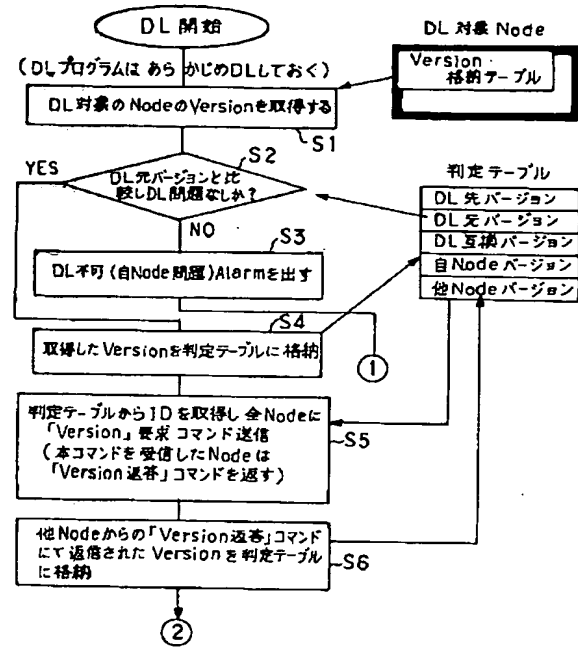 DL 開始
DL 対象 Node
(DLプログラムは あらかじめDLしておく)
Version
格納テーブル
DL対象のNodeのVersionを取得する
S1
S2
YES
DL元バージョンと比
較しDL問題なしか?
NO
判定テーブル
DL 先バージョン
DL 元バージョン
DL互換バージョン
自Nodeバージョン
他Nodeバージョン
S3
DL不可(自Node問題)Alarmを出す
S4
取得したVersionを判定テーブルに格納
1
判定テーブルからIDを取得し全Nodeに
「Version」要求コマンド送信
(本コマンドを受信したNodeは
「Version返答」コマンドを返す)
S5
他Nodeからの「Version返答」コマンド
にて返信されたVersionを判定テーブル
に格納
S6
2